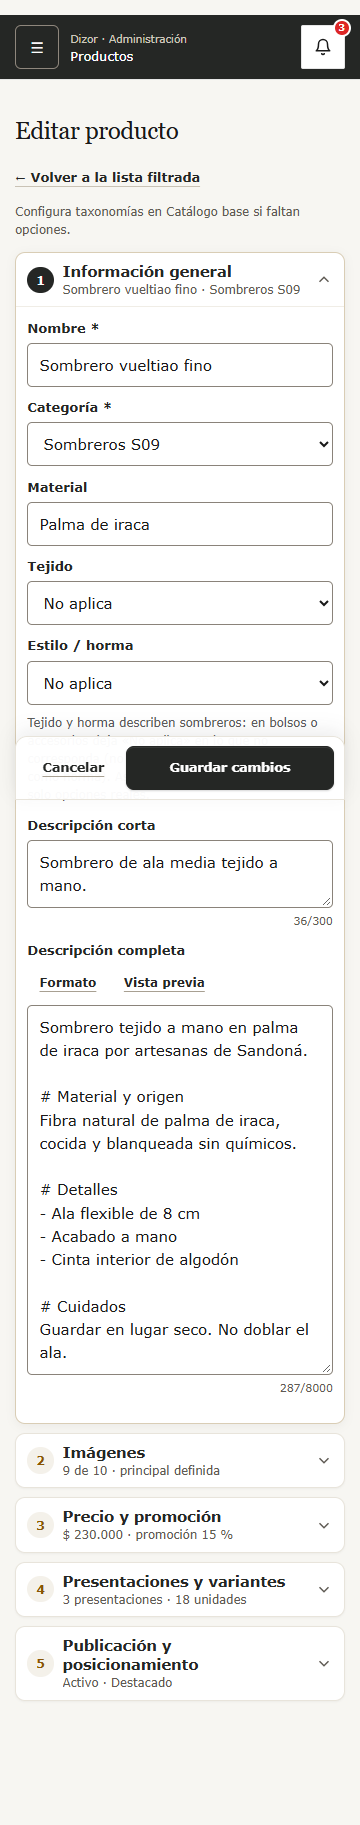 ☰
Dizor · Administración
Productos
3
Editar producto
← Volver a la lista filtrada
Configura taxonomías en Catálogo base si faltan
opciones.
1
Información general
Sombrero vueltiao fino · Sombreros S09
Nombre *
Sombrero vueltiao fino
Categoría *
Sombreros S09
Material
Palma de iraca
Tejido
No aplica
Estilo / horma
No aplica
Tejido y horma describen sombreros: en bolsos o
Cancelar
Guardar cambios
Descripción corta
Sombrero de ala media tejido a
mano.
36/300
Descripción completa
Formato
Vista previa
Sombrero tejido a mano en palma
de iraca por artesanas de Sandoná.
# Material y origen
Fibra natural de palma de iraca,
cocida y blanqueada sin químicos.
# Detalles
- Ala flexible de 8 cm
- Acabado a mano
- Cinta interior de algodón
# Cuidados
Guardar en lugar seco. No doblar el
ala.
287/8000
2
Imágenes
9 de 10 · principal definida
3
Precio y promoción
$ 230.000 · promoción 15 %
4
Presentaciones y variantes
3 presentaciones · 18 unidades
5
Publicación y
posicionamiento
Activo · Destacado